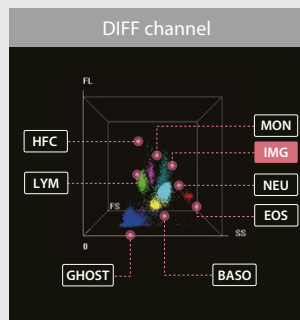 DIFF channel
FL
MON
HFC
IMG
LYM
NEU
FS
EOS
0
SS
GHOST
BASO